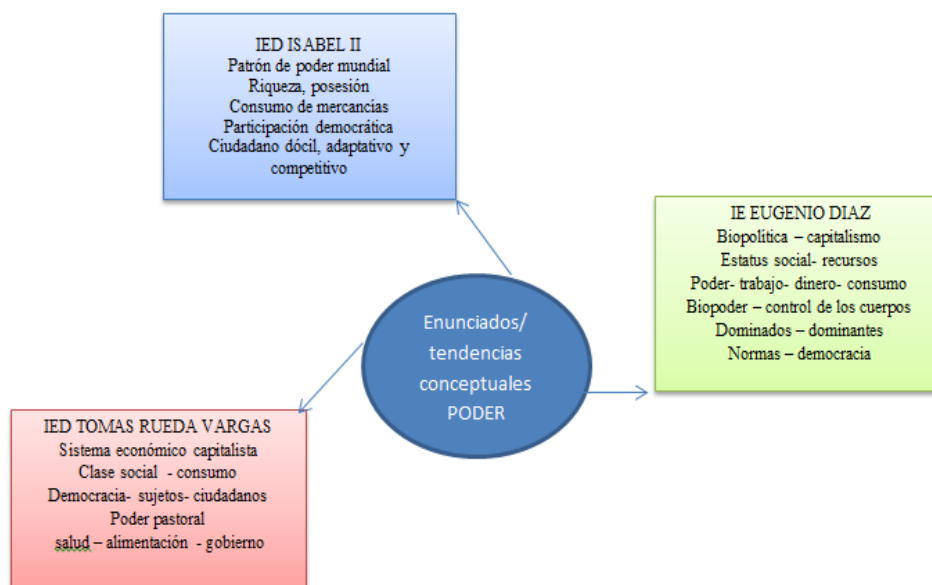 IED ISABEL II
Patrón de poder mundial
Riqueza, posesión
Consumo de mercancías
Participación democrática
Ciudadano dócil, adaptativo y
competitivo
IE EUGENIO DIAZ
Biopolítica – capitalismo
Estatus social- recursos
Poder- trabajo- dinero- consumo
Biopoder – control de los cuerpos
Dominados – dominantes
Normas – democracia
Enunciados/
tendencias
conceptuales
PODER
IED TOMAS RUEDA VARGAS
Sistema económico capitalista
Clase social - consumo
Democracia- sujetos- ciudadanos
Poder pastoral
salud – alimentación - gobierno